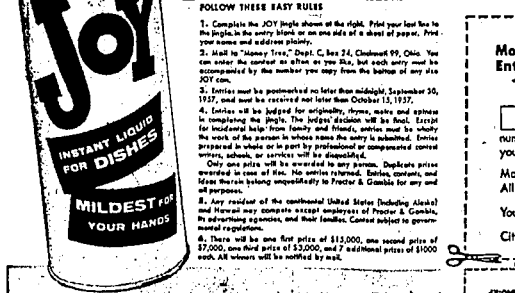 JOY
INSTANT LIQUID
FOR DISHES
MILDEST FOR
YOUR HANDS
FOLLOW THESE EASY RULES
1. Complete the JOY jingle shown at the right. Print your last line to
the jingle in the entry blank or on one side of a sheet of paper. Print
your name and address plainly.
2. Mail to "Money Tree," Dept. C, Box 24, Cincinnati 99, Ohio. You
can enter the contest as often as you like, but each entry must be
accompanied by the number you copy from the bottom of any size
JOY can.
3. Entries must be postmarked no later than midnight, September 30,
1957, and must be received not later than October 15, 1957.
4. Entries will be judged for originality, rhyme, metre and aptness
in completing the jingle. The judges' decision will be final. Except
for incidental help from family and friends, entries must be wholly
the work of the person in whose name the entry is submitted. Entries
prepared in whole or in part by professional or compensated contest
writers, schools, or services will be disqualified.
Only one prize will be awarded to any person. Duplicate prizes
awarded in case of ties. No entries returned. Entries, contents, and
ideas therein belong unqualifiedly to Procter & Gamble for any and
all purposes.
5. Any resident of the continental United States (including Alaska)
and Hawaii may compete except employees of Procter & Gamble,
its advertising agencies, and their families. Contest subject to govern-
mental regulations.
6. There will be one first prize of $15,000, one second prize of
$7,000, one third prize of $3,000, and 7 additional prizes of $1000
each. All winners will be notified by mail.
Mo
Ent
num
you
Ma
All
You
Cit